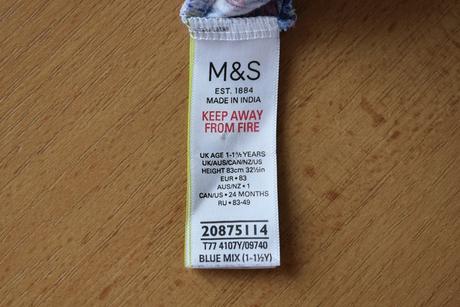 M&S
EST. 1884
MADE IN INDIA
KEEP AWAY
FROM FIRE
UK AGE 1-1½ YEARS
UK/AUS/CAN/NZ/US
HEIGHT 83cm 32½in
EUR • 83
AUS/NZ • 1
CAN/US • 24 MONTHS
RU • 83-49
20875114
T77 4107Y/09740
BLUE MIX (1-1½Y)